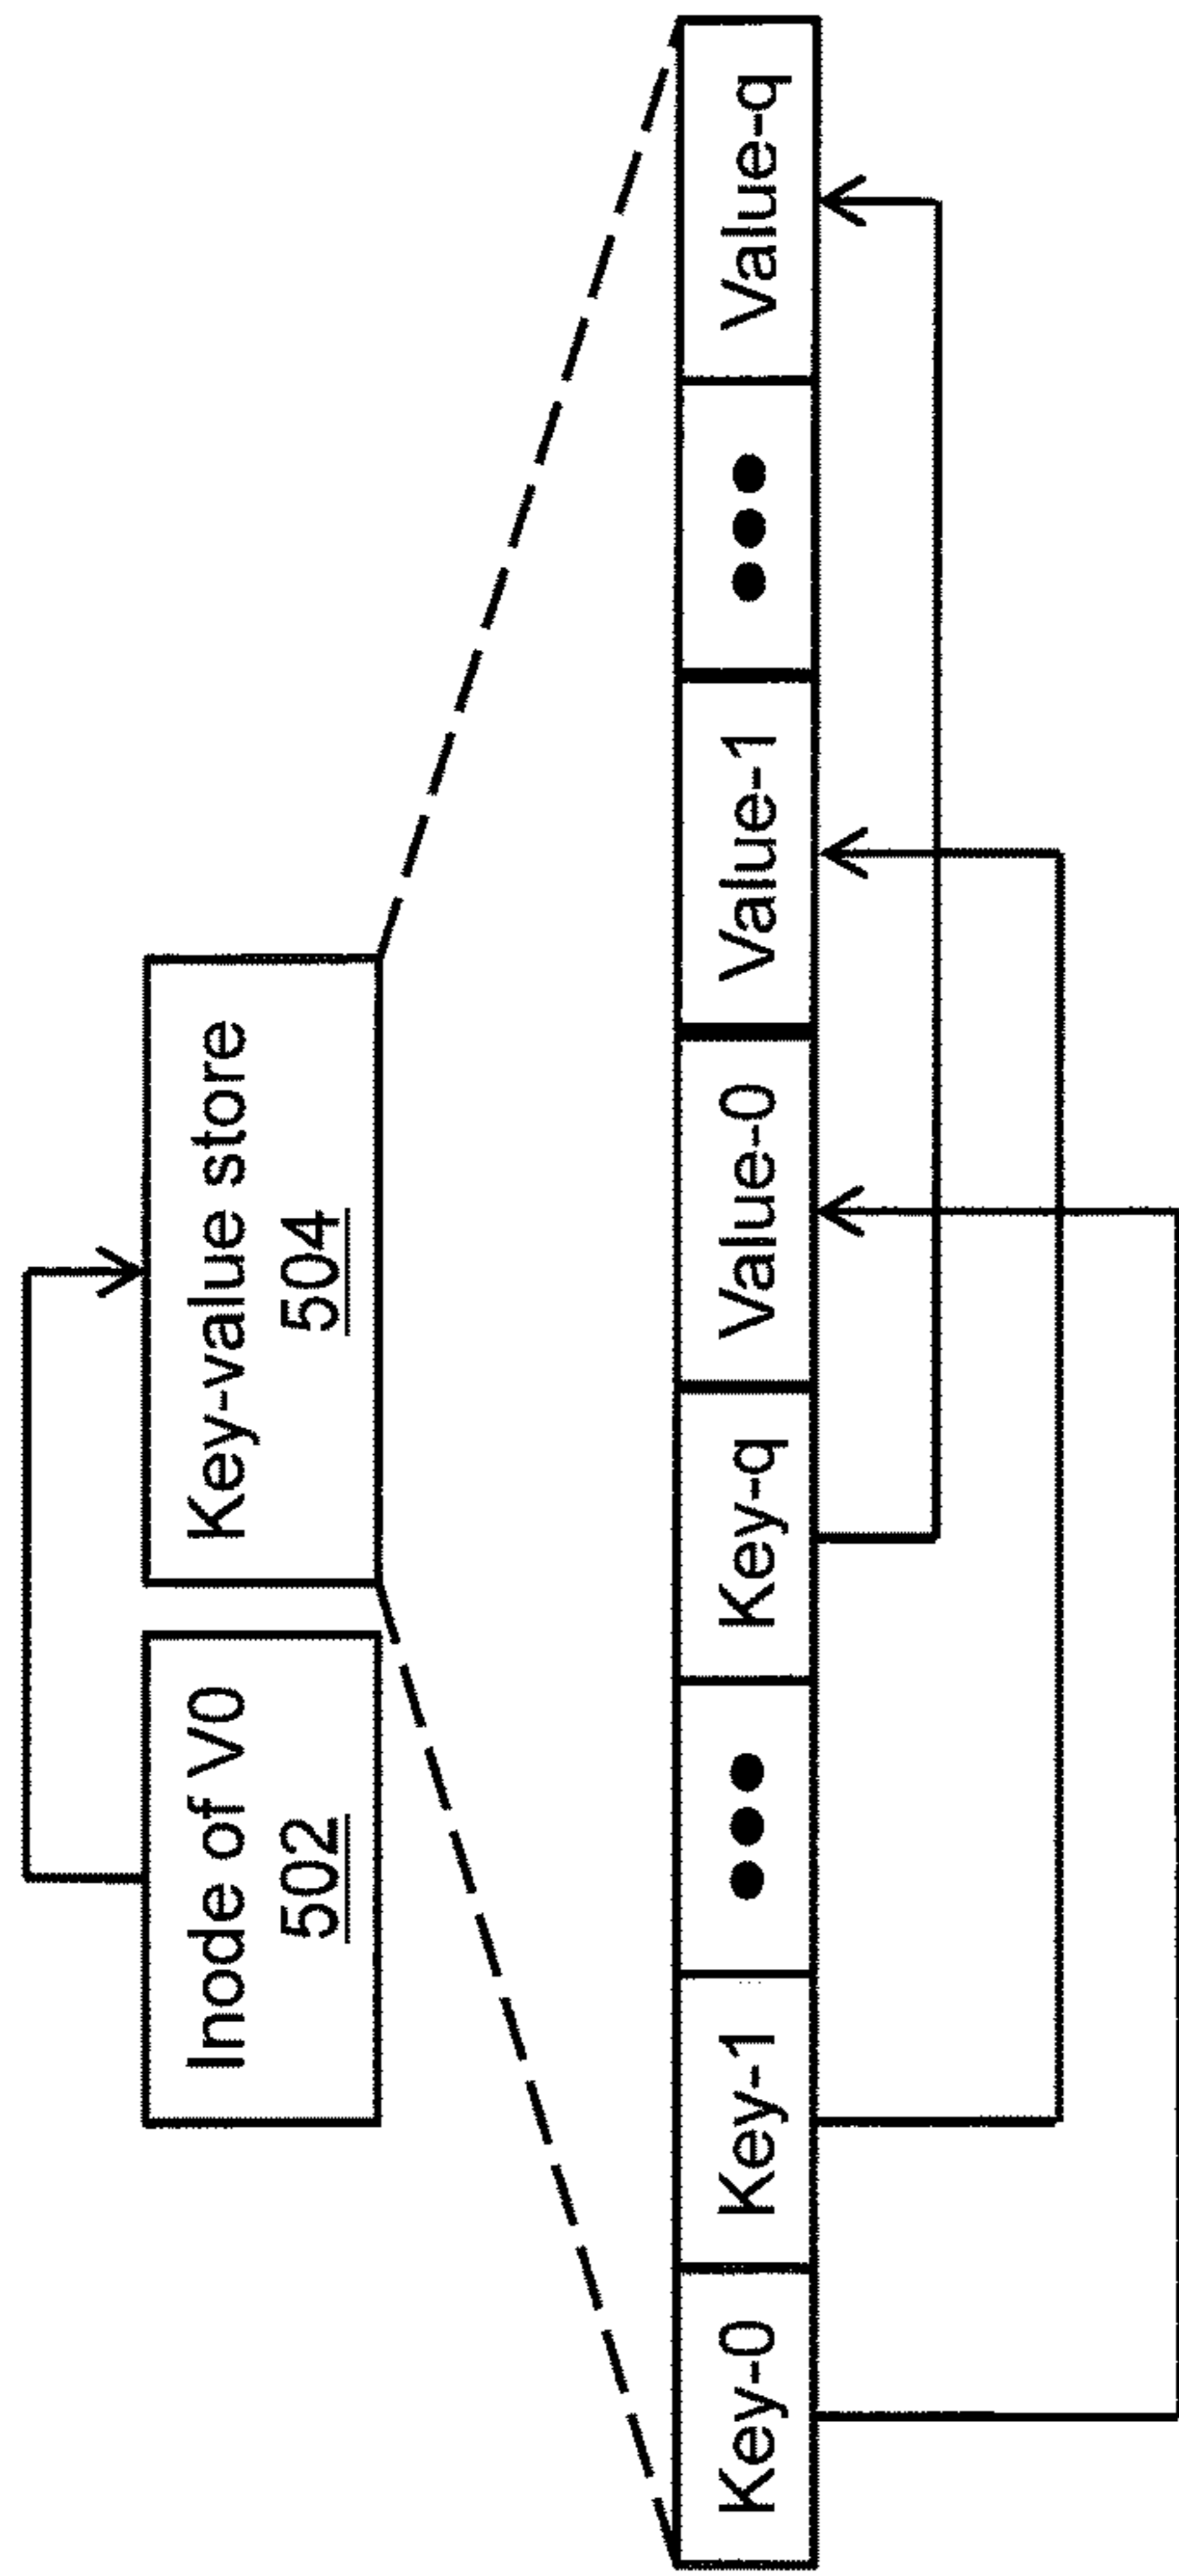 Inode of V0
502
Key-value store
504
Key-0
Key-1
Key-q
Value-0
Value-1
Value-q